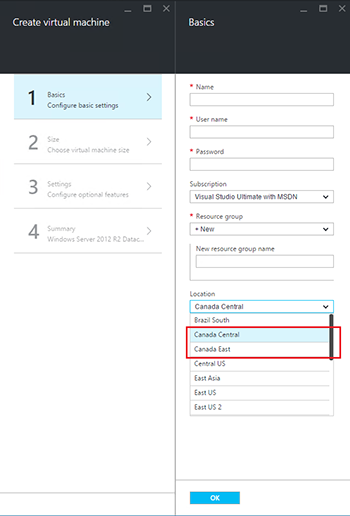 Create virtual machine
1
Basics
Configure basic settings
2
Size
Choose virtual machine size
3
Settings
Configure optional features
4
Summary
Windows Server 2012 R2 Datac...
Basics
* Name
* User name
* Password
Subscription
Visual Studio Ultimate with MSDN
* Resource group
+ New
New resource group name
Location
Canada Central
Brazil South
Canada Central
Canada East
Central US
East Asia
East US
East US 2
OK